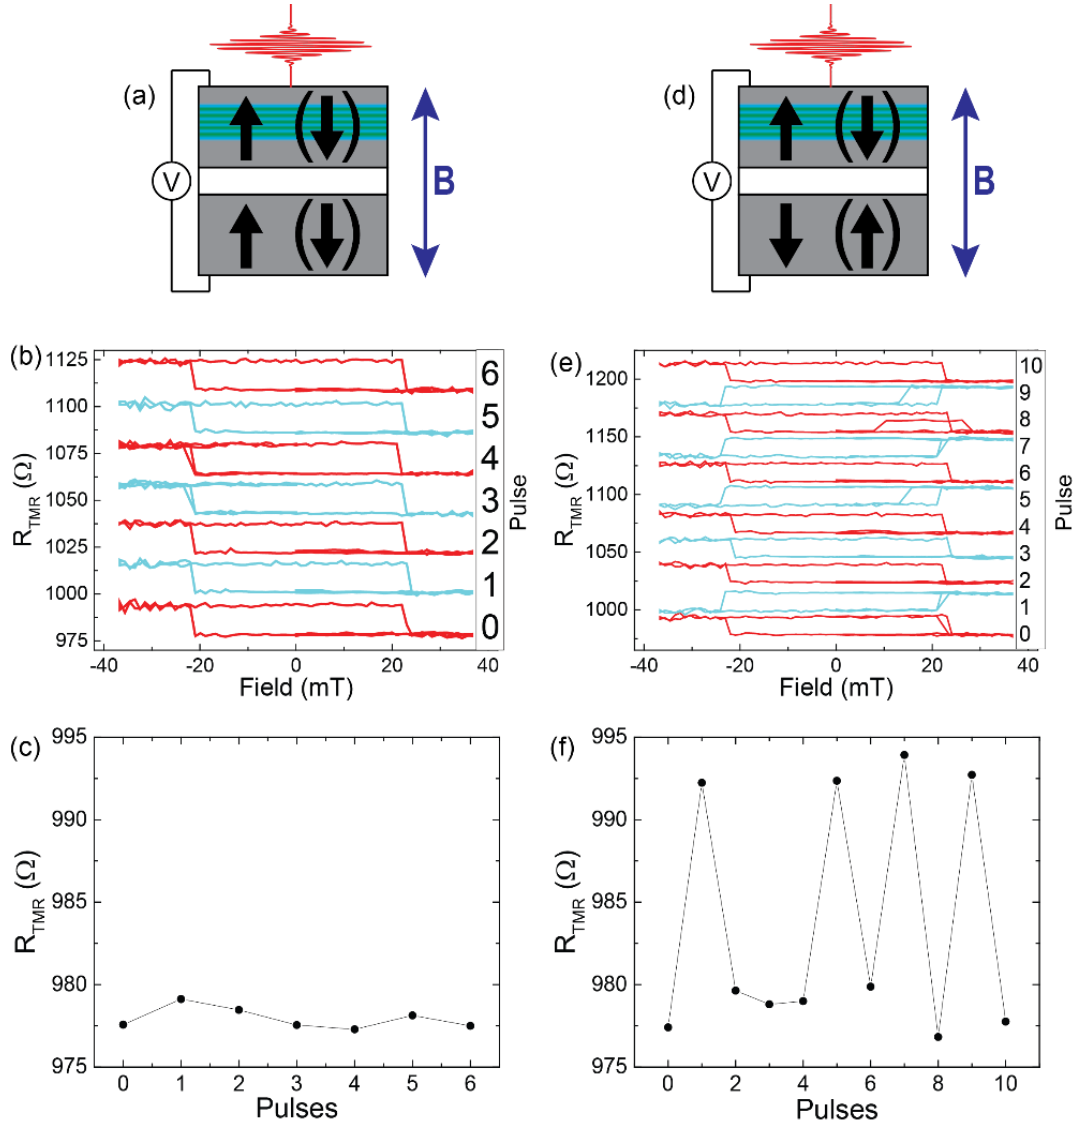 (a)
V
B
(d)
V
B
(b)
R_TMR (Ω)
1125
1100
1075
1050
1025
1000
975
6
5
4
3
2
1
0
Pulse
-40 -20 0 20 40
Field (mT)
(e)
R_TMR (Ω)
1200
1150
1100
1050
1000
10
9
8
7
6
5
4
3
2
1
0
Pulse
-40 -20 0 20 40
Field (mT)
(c)
R_TMR (Ω)
995
990
985
980
975
0 1 2 3 4 5 6
Pulses
(f)
R_TMR (Ω)
995
990
985
980
975
0 2 4 6 8 10
Pulses